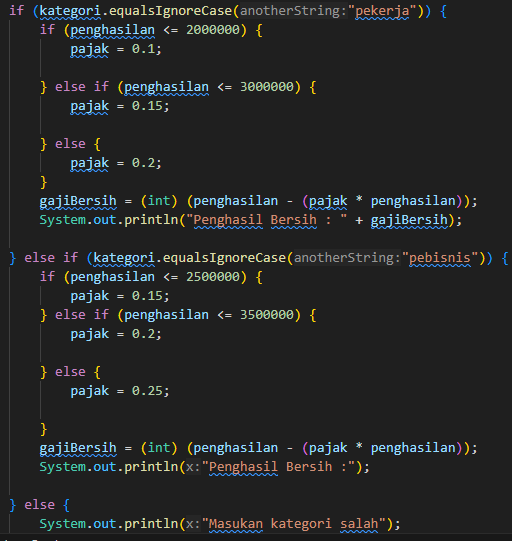 if (kategori.equalsIgnoreCase(anotherString:"pekerja")) {
if (penghasilan <= 2000000) {
pajak = 0.1;
} else if (penghasilan <= 3000000) {
pajak = 0.15;
} else {
pajak = 0.2;
}
gajiBersih = (int) (penghasilan - (pajak * penghasilan));
System.out.println("Penghasil Bersih : " + gajiBersih);
} else if (kategori.equalsIgnoreCase(anotherString:"pebisnis")) {
if (penghasilan <= 2500000) {
pajak = 0.15;
} else if (penghasilan <= 3500000) {
pajak = 0.2;
} else {
pajak = 0.25;
}
gajiBersih = (int) (penghasilan - (pajak * penghasilan));
System.out.println(x:"Penghasil Bersih :");
} else {
System.out.println(x:"Masukan kategori salah");